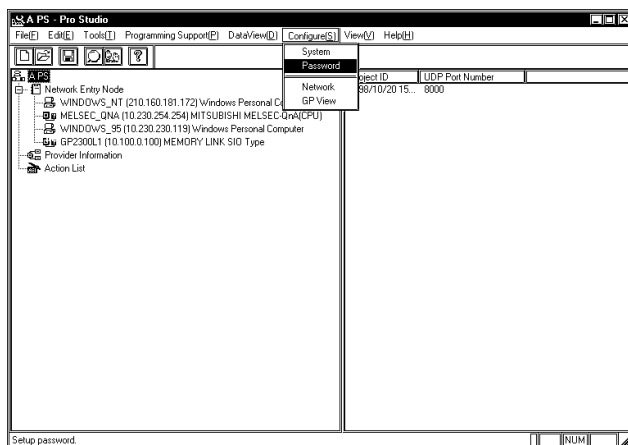 A PS - Pro Studio
File(F) Edit(E) Tools(T) Programming Support(P) DataView(D) Configure(S) View(V) Help(H)
System
Password
Network
GP View
A PS
Network Entry Node
WINDOWS_NT (210.160.181.172) Windows Personal Co
MELSEC_QNA (10.230.254.254) MITSUBISHI MELSEC-QnA(CPU)
WINDOWS_95 (10.230.230.119) Windows Personal Computer
GP2300L1 (10.100.0.100) MEMORY LINK SIO Type
Provider Information
Action List
oject ID UDP Port Number
98/10/20 15... 8000
Setup password.
NUM